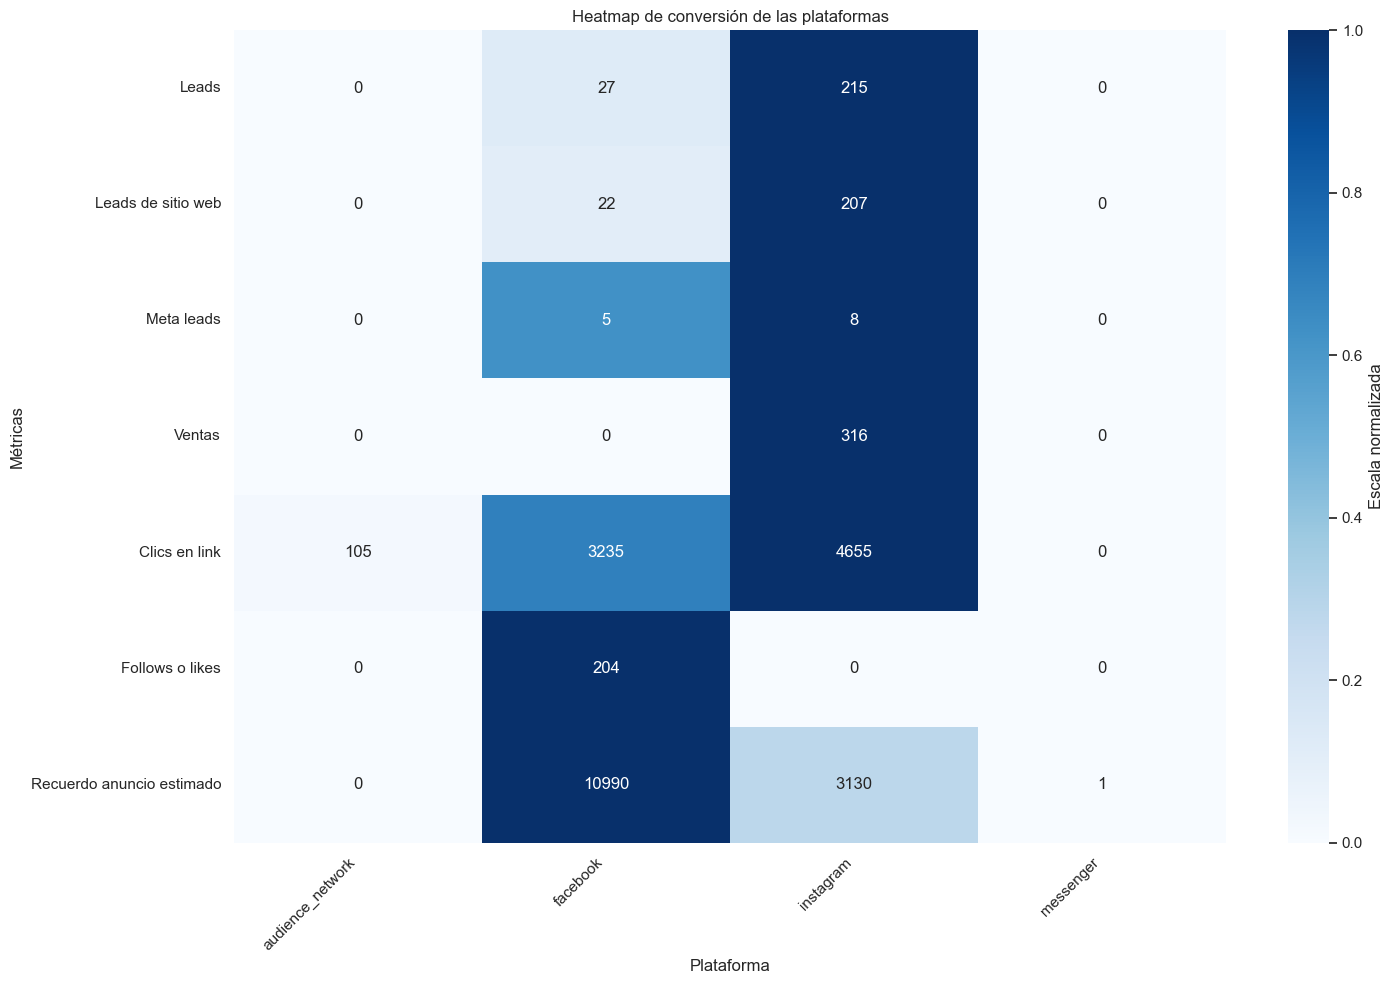 Heatmap de conversión de las plataformas
Métricas
Leads 0 27 215 0
Leads de sitio web 0 22 207 0
Meta leads 0 5 8 0
Ventas 0 0 316 0
Clics en link 105 3235 4655 0
Follows o likes 0 204 0 0
Recuerdo anuncio estimado 0 10990 3130 1
audience_network facebook instagram messenger
Plataforma
1.0
0.8
0.6
0.4
0.2
0.0
Escala normalizada